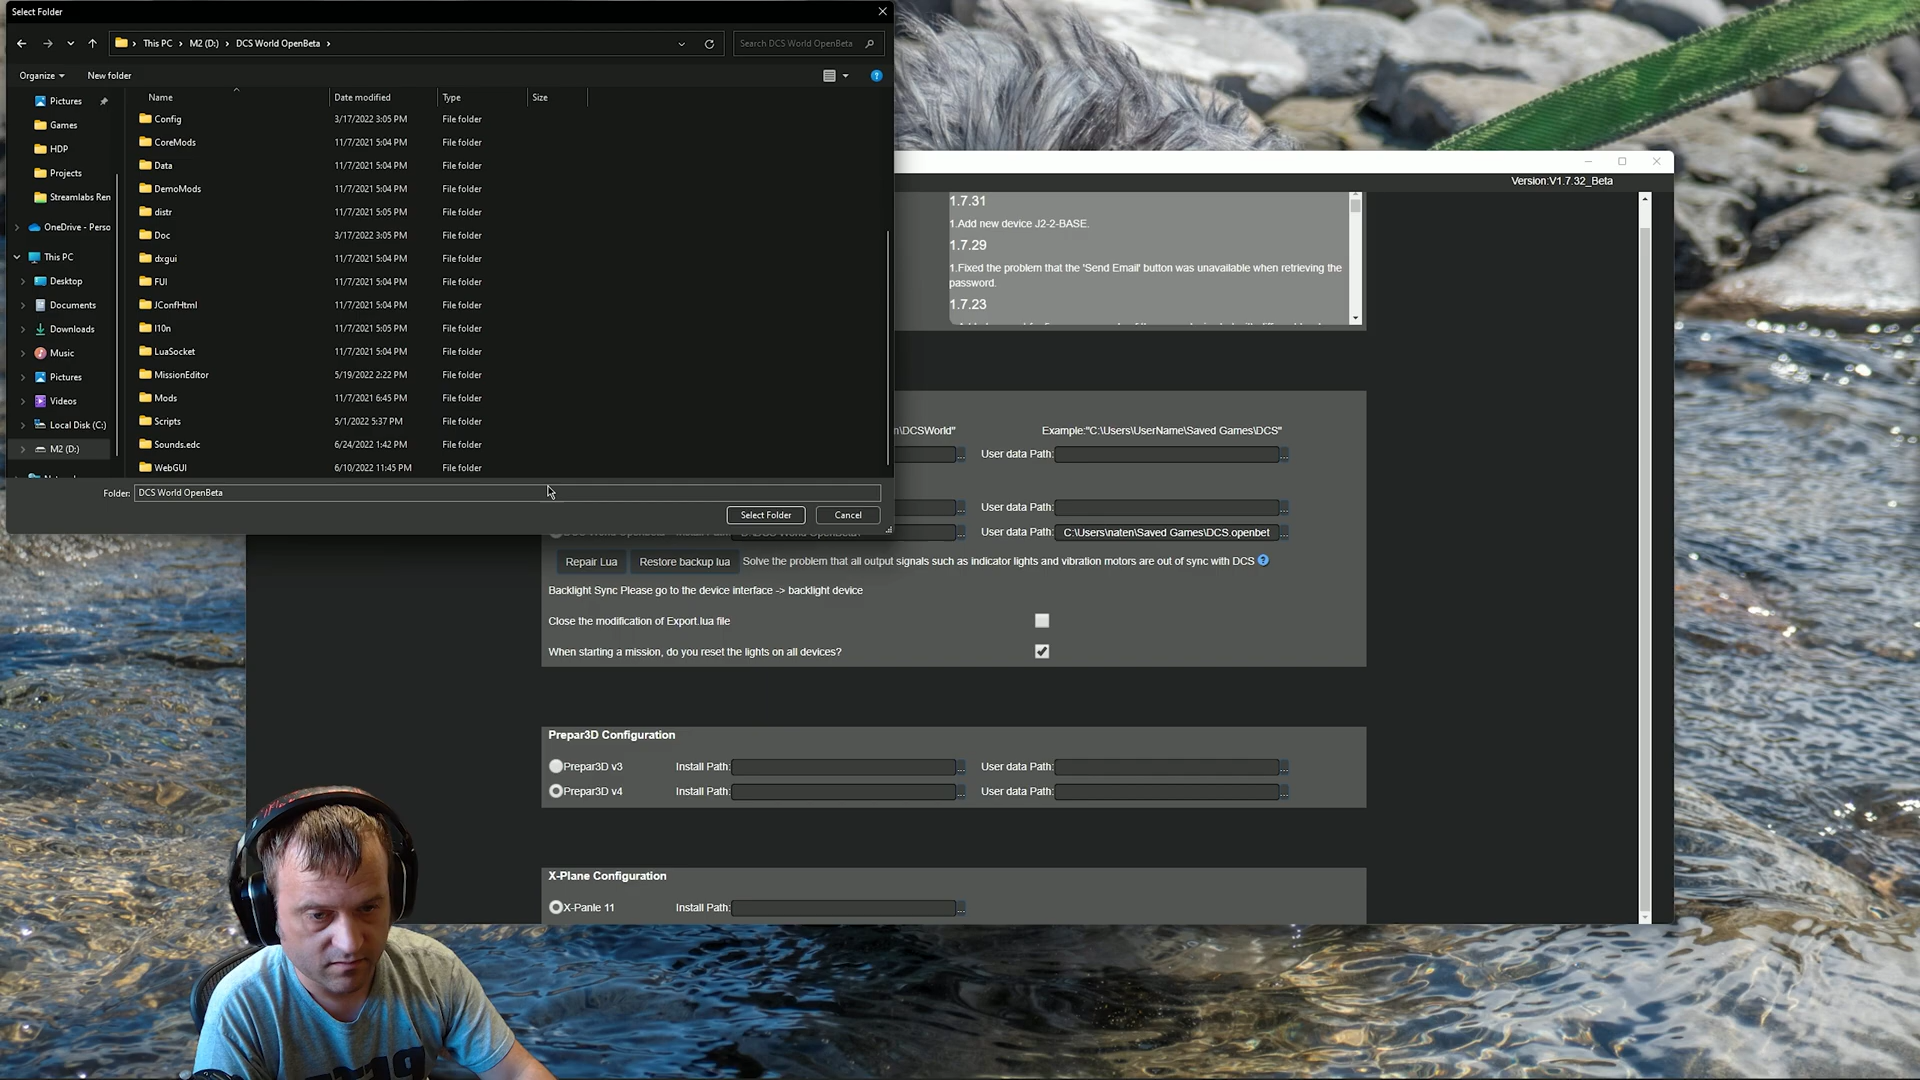 Select Folder
This PC > M2 (D:) > DCS World OpenBeta >
Search DCS World OpenBeta
Organize
New folder
Name
Date modified
Type
Size
Pictures
Games
HDP
Projects
Streamlabs Ren
OneDrive - Perso
This PC
Desktop
Documents
Downloads
Music
Pictures
Videos
Local Disk (C:)
M2 (D:)
Config 3/17/2022 3:05 PM File folder
CoreMods 11/7/2021 5:04 PM File folder
Data 11/7/2021 5:04 PM File folder
DemoMods 11/7/2021 5:04 PM File folder
distr 11/7/2021 5:05 PM File folder
Doc 3/17/2022 3:05 PM File folder
dxgui 11/7/2021 5:04 PM File folder
FUI 11/7/2021 5:04 PM File folder
JConfHtml 11/7/2021 5:04 PM File folder
l10n 11/7/2021 5:05 PM File folder
LuaSocket 11/7/2021 5:04 PM File folder
MissionEditor 5/19/2022 2:22 PM File folder
Mods 11/7/2021 6:45 PM File folder
Scripts 5/1/2022 5:37 PM File folder
Sounds.edc 6/24/2022 1:42 PM File folder
WebGUI 6/10/2022 11:45 PM File folder
Folder: DCS World OpenBeta
Select Folder
Cancel
Version:V1.7.32_Beta
1.7.31
1.Add new device J2-2-BASE.
1.7.29
1.Fixed the problem that the 'Send Email' button was unavailable when retrieving the
password.
1.7.23
n\DCSWorld" Example:"C:\Users\UserName\Saved Games\DCS"
... User data Path: ...
... User data Path: ...
... User data Path: C:\Users\naten\Saved Games\DCS.openbet ...
Repair Lua Restore backup lua Solve the problem that all output signals such as indicator lights and vibration motors are out of sync with DCS ?
Backlight Sync Please go to the device interface -> backlight device
Close the modification of Export.lua file
When starting a mission, do you reset the lights on all devices?
Prepar3D Configuration
Prepar3D v3 Install Path: ... User data Path: ...
Prepar3D v4 Install Path: ... User data Path: ...
X-Plane Configuration
X-Panle 11 Install Path: ...